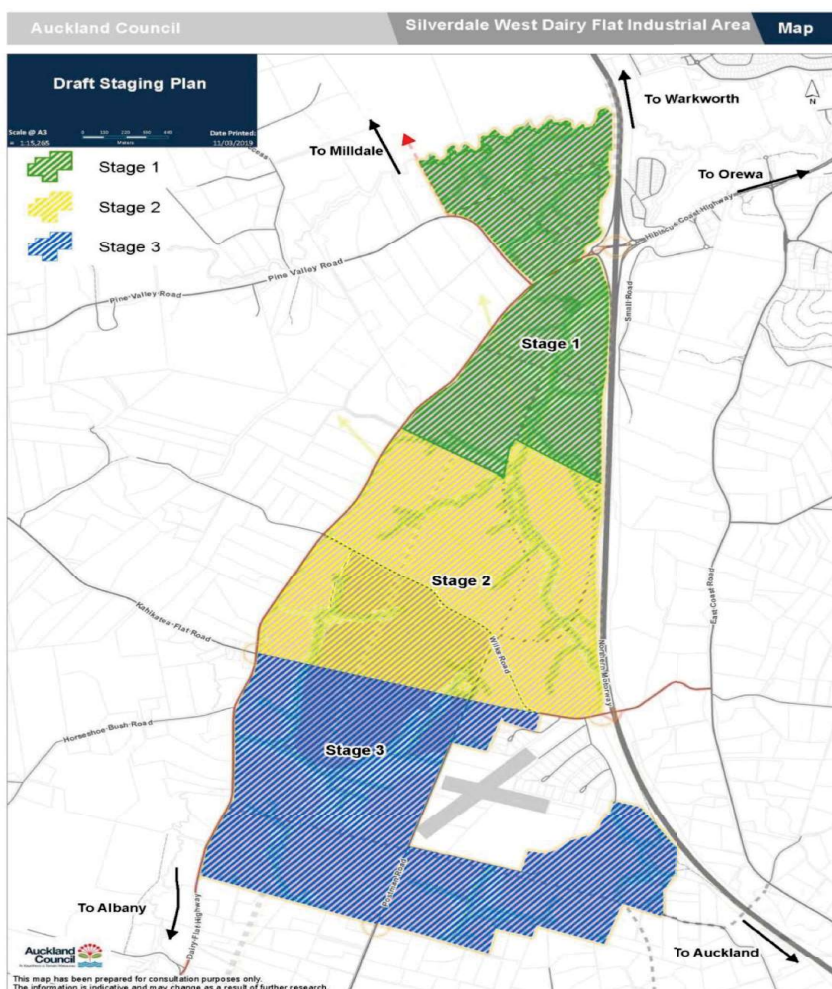 Auckland Council
Silverdale West Dairy Flat Industrial Area
Map
Draft Staging Plan
Scale @ A3
= 1:15,265
Meters
Date Printed:
11/03/2019
Stage 1
Stage 2
Stage 3
To Milldale
To Warkworth
N
To Orewa
Hibiscus Coast Highway
Pine Valley Road
Pine Valley Road
Small Road
Stage 1
East Coast Road
Stage 2
Kahikatea Flat Road
Wilks Road
Northern Motorway
Horseshoe Bush Road
Stage 3
Postman Road
To Albany
Dairy Flat Highway
To Auckland
Auckland
Council
This map has been prepared for consultation purposes only.
The information is indicative and may change as a result of further research